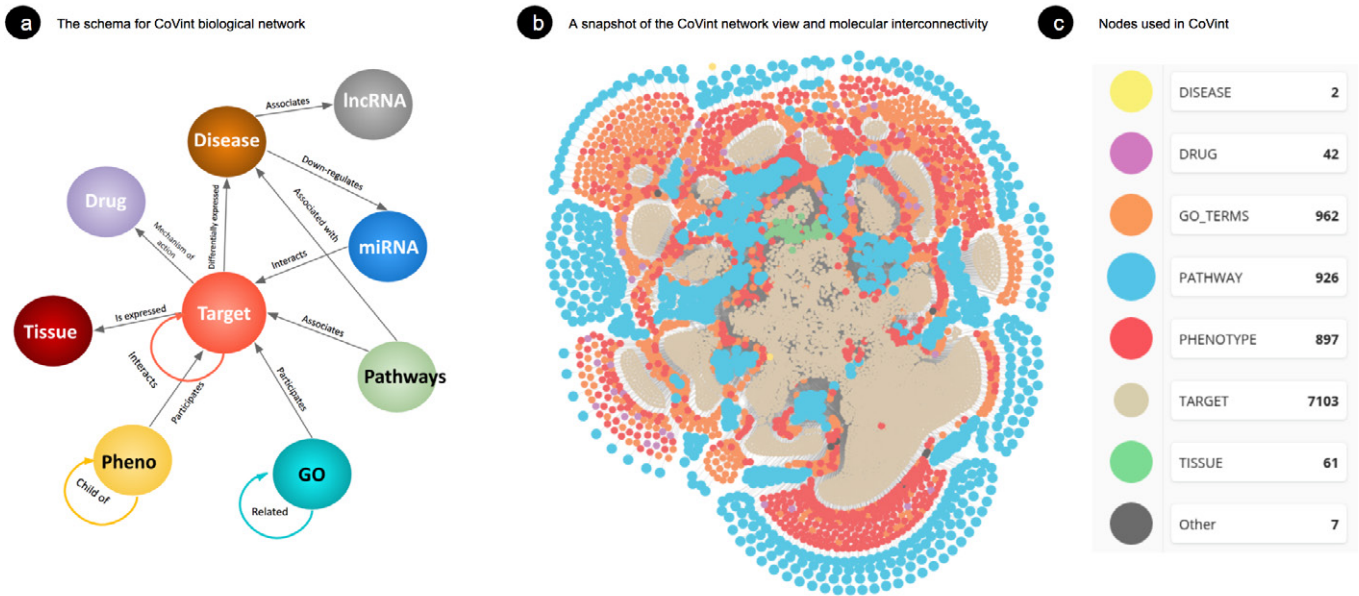 a The schema for CoVint biological network
lncRNA
Associates
Disease
Down-regulates
Drug
Associated with
Differentially expressed
Mechanism of
action
miRNA
Interacts
Target
Tissue
Is expressed
Associates
Pathways
Interacts
Participates
Participates
Pheno
Child of
GO
Related
b A snapshot of the CoVint network view and molecular interconnectivity
c Nodes used in CoVint
DISEASE 2
DRUG 42
GO_TERMS 962
PATHWAY 926
PHENOTYPE 897
TARGET 7103
TISSUE 61
Other 7